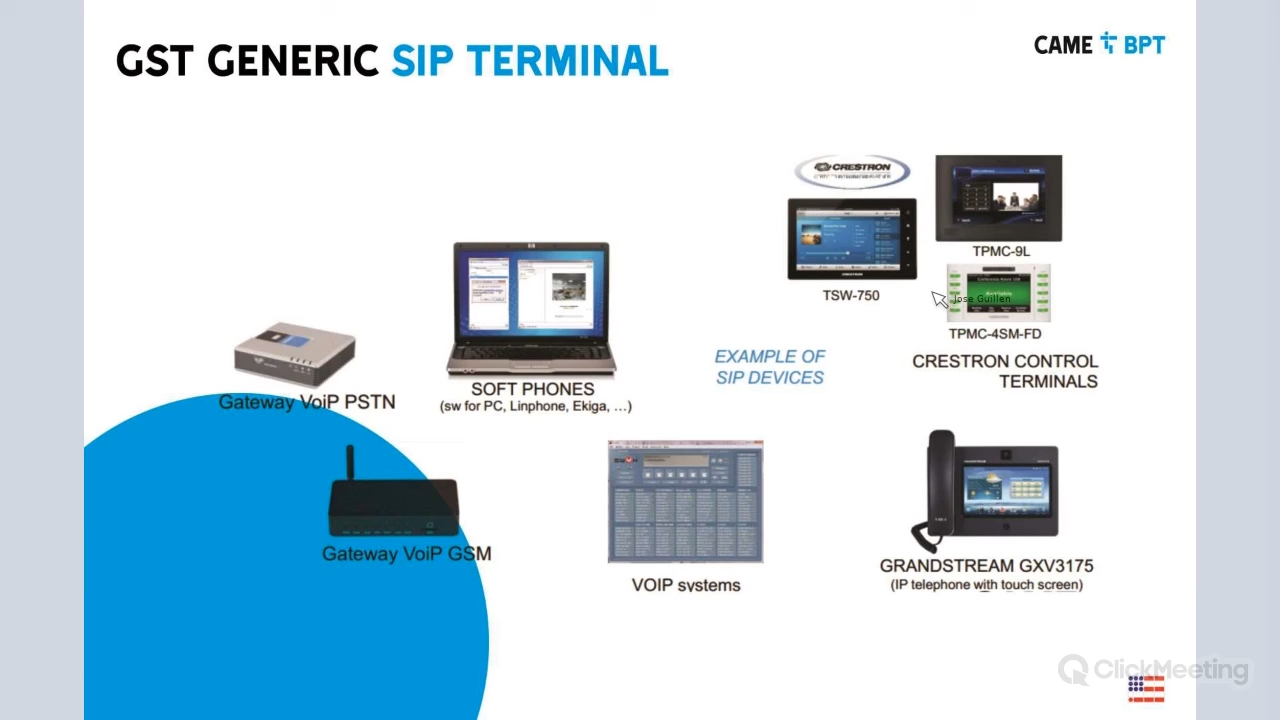 GST GENERIC SIP TERMINAL
CAME BPT
CRESTRON
TSW-750
TPMC-9L
Available
Jose Guillen
TPMC-4SM-FD
EXAMPLE OF
SIP DEVICES
CRESTRON CONTROL
TERMINALS
Gateway VoiP PSTN
SOFT PHONES
(sw for PC, Linphone, Ekiga, ...)
Gateway VoiP GSM
VOIP systems
GRANDSTREAM GXV3175
(IP telephone with touch screen)
ClickMeeting